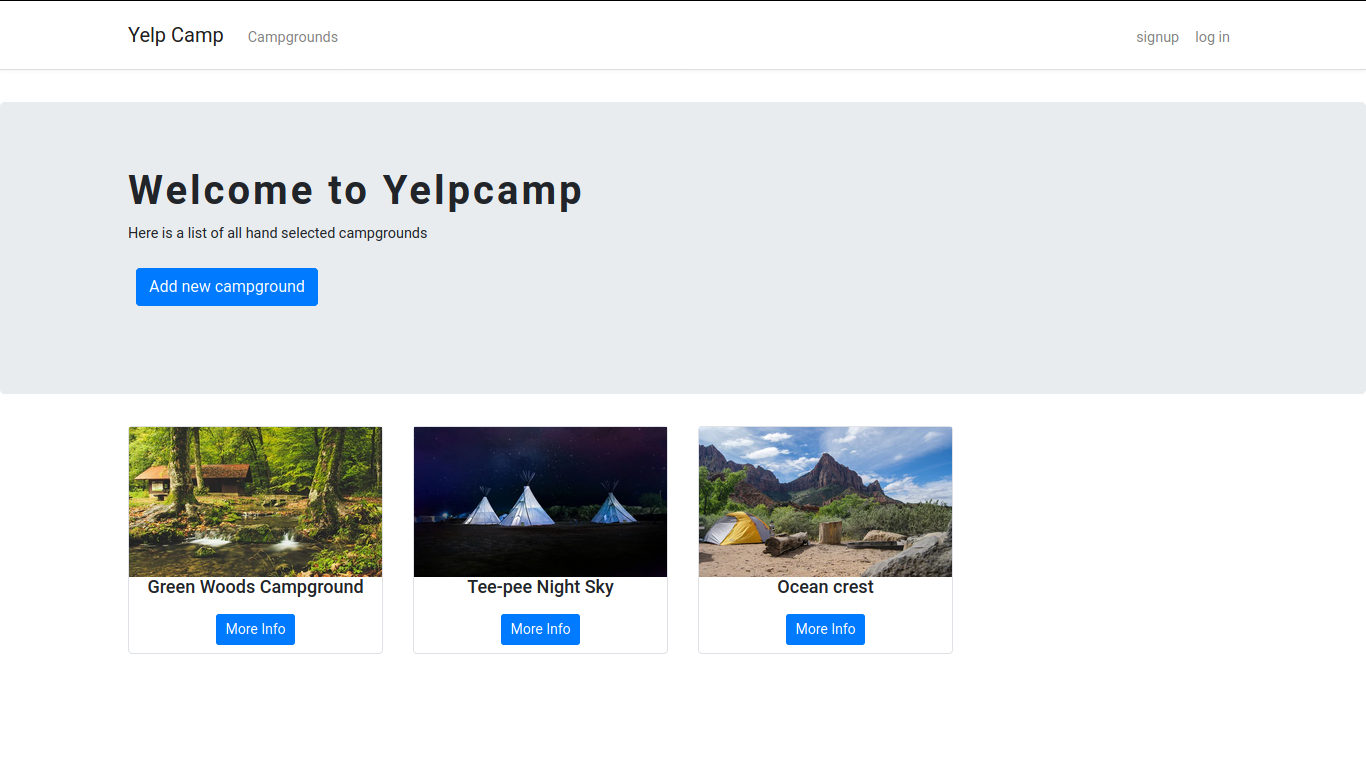 Yelp Camp Campgrounds signup log in
Welcome to Yelpcamp
Here is a list of all hand selected campgrounds
Add new campground
Green Woods Campground Tee-pee Night Sky Ocean crest
More Info More Info More Info